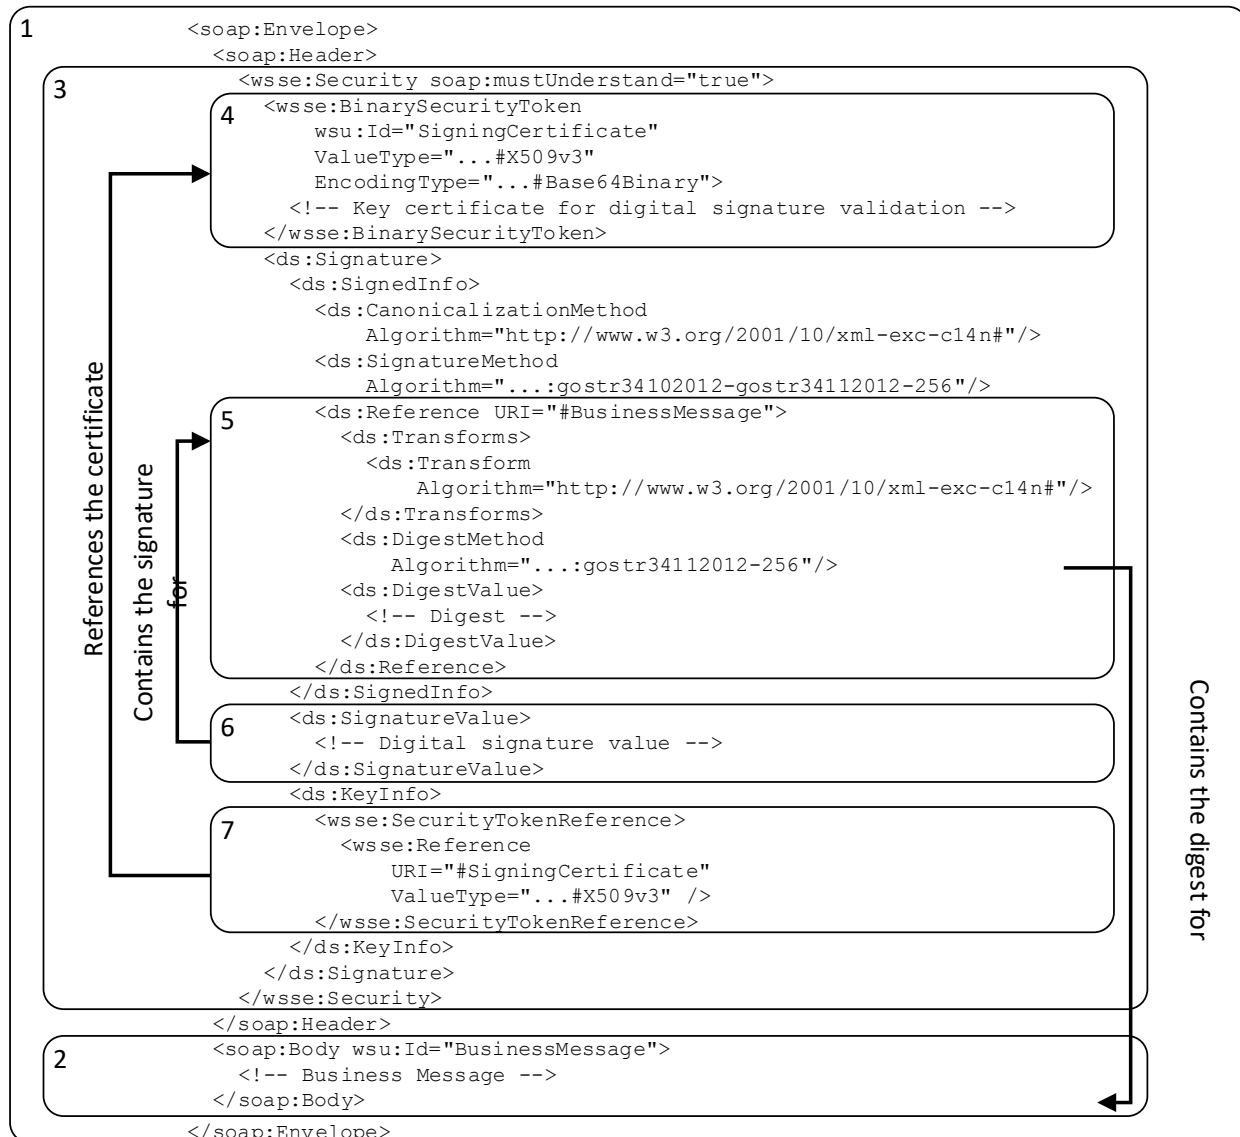 1
<soap:Envelope>
<soap:Header>
3
<wsse:Security soap:mustUnderstand="true">
4
<wsse:BinarySecurityToken
wsu:Id="SigningCertificate"
ValueType="...#X509v3"
EncodingType="...#Base64Binary">
<!-- Key certificate for digital signature validation -->
</wsse:BinarySecurityToken>
<ds:Signature>
<ds:SignedInfo>
<ds:CanonicalizationMethod
Algorithm="http://www.w3.org/2001/10/xml-exc-c14n#"/>
<ds:SignatureMethod
Algorithm="...:gostr34102012-gostr34112012-256"/>
5
<ds:Reference URI="#BusinessMessage">
<ds:Transforms>
<ds:Transform
Algorithm="http://www.w3.org/2001/10/xml-exc-c14n#"/>
</ds:Transforms>
<ds:DigestMethod
Algorithm="...:gostr34112012-256"/>
<ds:DigestValue>
<!-- Digest -->
</ds:DigestValue>
</ds:Reference>
</ds:SignedInfo>
6
<ds:SignatureValue>
<!-- Digital signature value -->
</ds:SignatureValue>
<ds:KeyInfo>
7
<wsse:SecurityTokenReference>
<wsse:Reference
URI="#SigningCertificate"
ValueType="...#X509v3" />
</wsse:SecurityTokenReference>
</ds:KeyInfo>
</ds:Signature>
</wsse:Security>
</soap:Header>
2
<soap:Body wsu:Id="BusinessMessage">
<!-- Business Message -->
</soap:Body>
</soap:Envelope>
References the certificate
Contains the signature
for
Contains the digest for